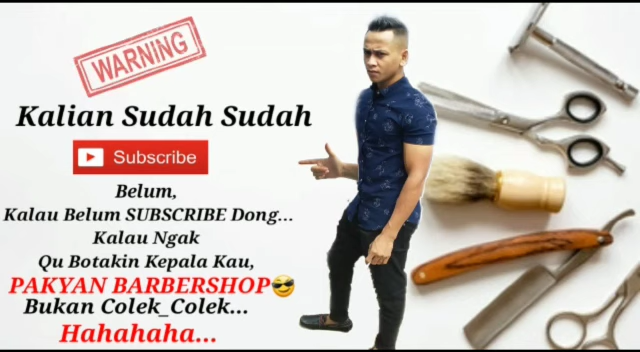 WARNING
Kalian Sudah Sudah
Subscribe
Belum,
Kalau Belum SUBSCRIBE Dong...
Kalau Ngak
Qu Botakin Kepala Kau,
PAKYAN BARBERSHOP😎
Bukan Colek_Colek...
Hahahaha...